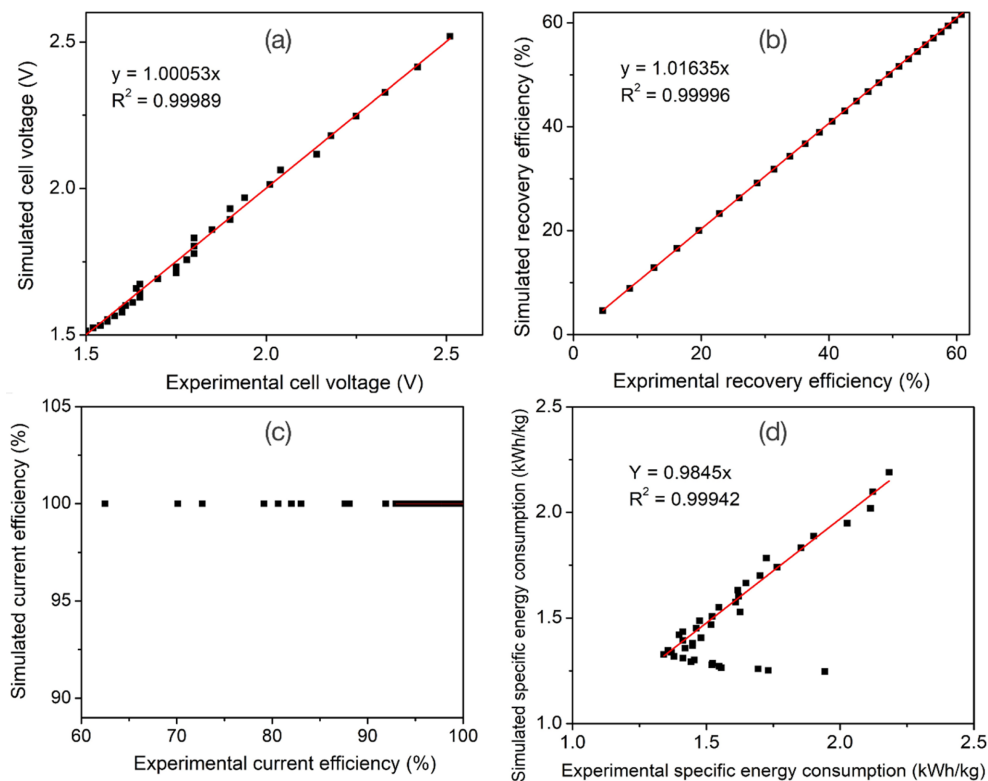 (a)
y = 1.00053x
R² = 0.99989
2.5
2.0
1.5
1.5
2.0
2.5
Simulated cell voltage (V)
Experimental cell voltage (V)
(b)
y = 1.01635x
R² = 0.99996
60
40
20
0
0
20
40
60
Simulated recovery efficiency (%)
Exprimental recovery efficiency (%)
(c)
105
100
95
90
60
70
80
90
100
Simulated current efficiency (%)
Experimental current efficiency (%)
(d)
Y = 0.9845x
R² = 0.99942
2.5
2.0
1.5
1.0
1.0
1.5
2.0
2.5
Simulated specific energy consumption (kWh/kg)
Experimental specific energy consumption (kWh/kg)